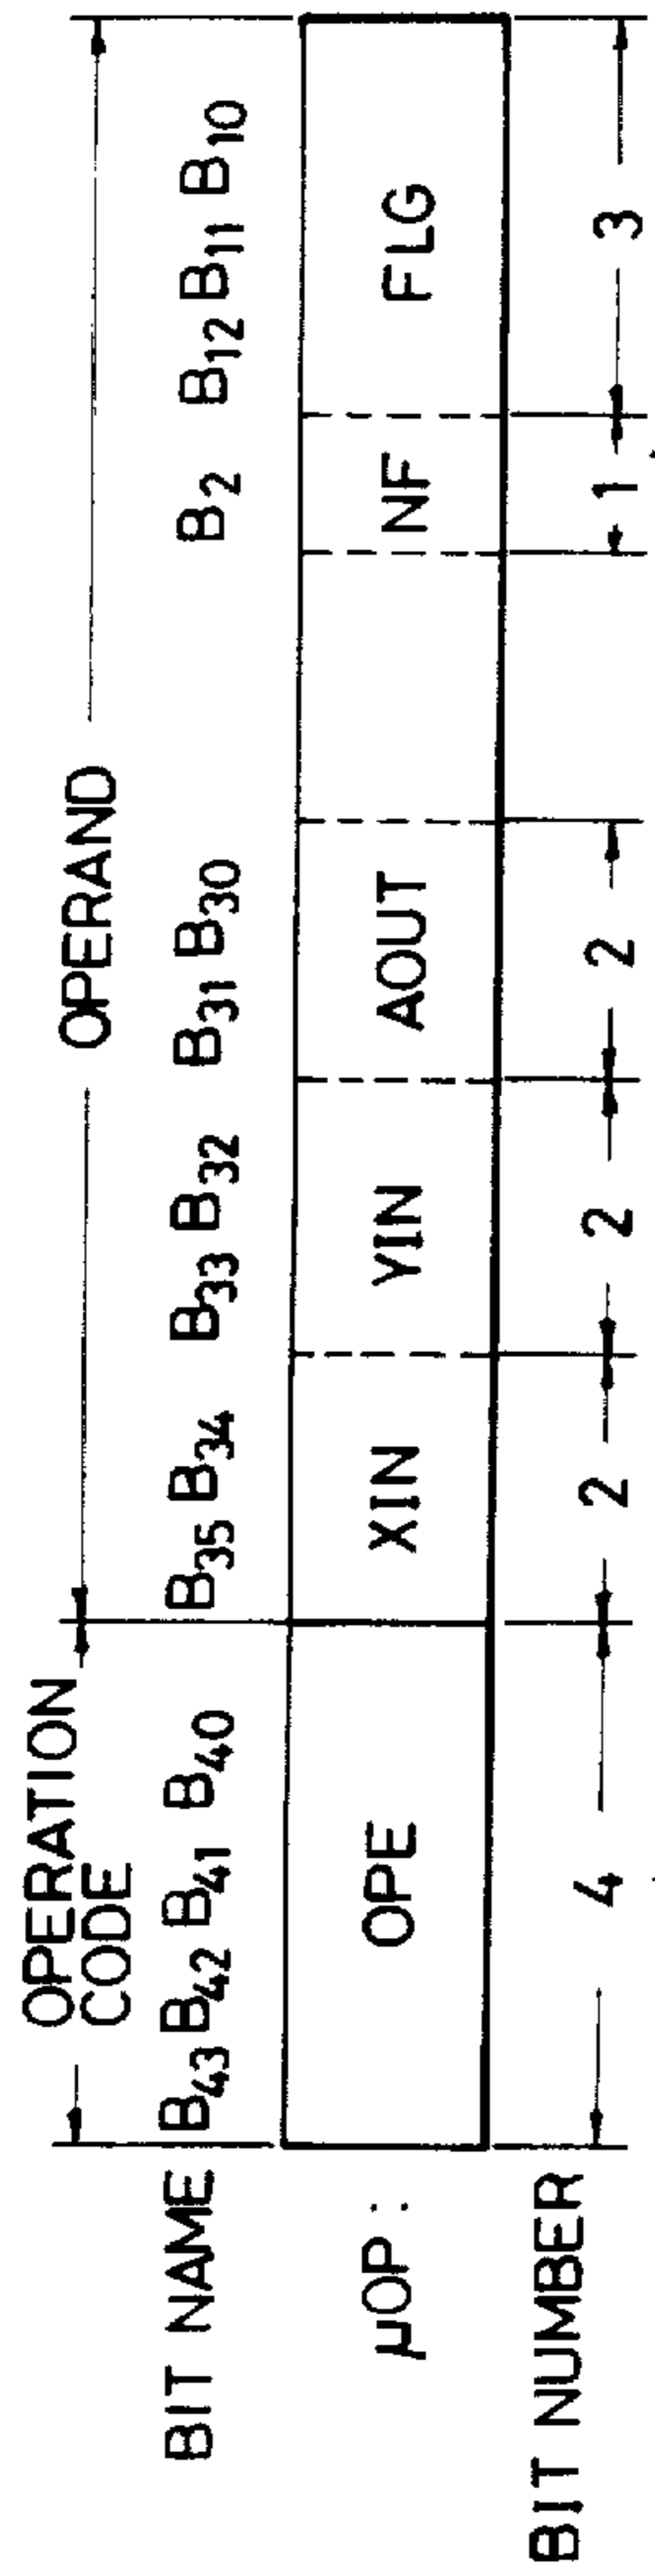 OPERATION
CODE
OPERAND
BIT NAME B43 B42 B41 B40 B35 B34 B33 B32 B31 B30 B2 B12 B11 B10
μOP : OPE XIN YIN AOUT NF FLG
BIT NUMBER 4 2 2 2 1 3